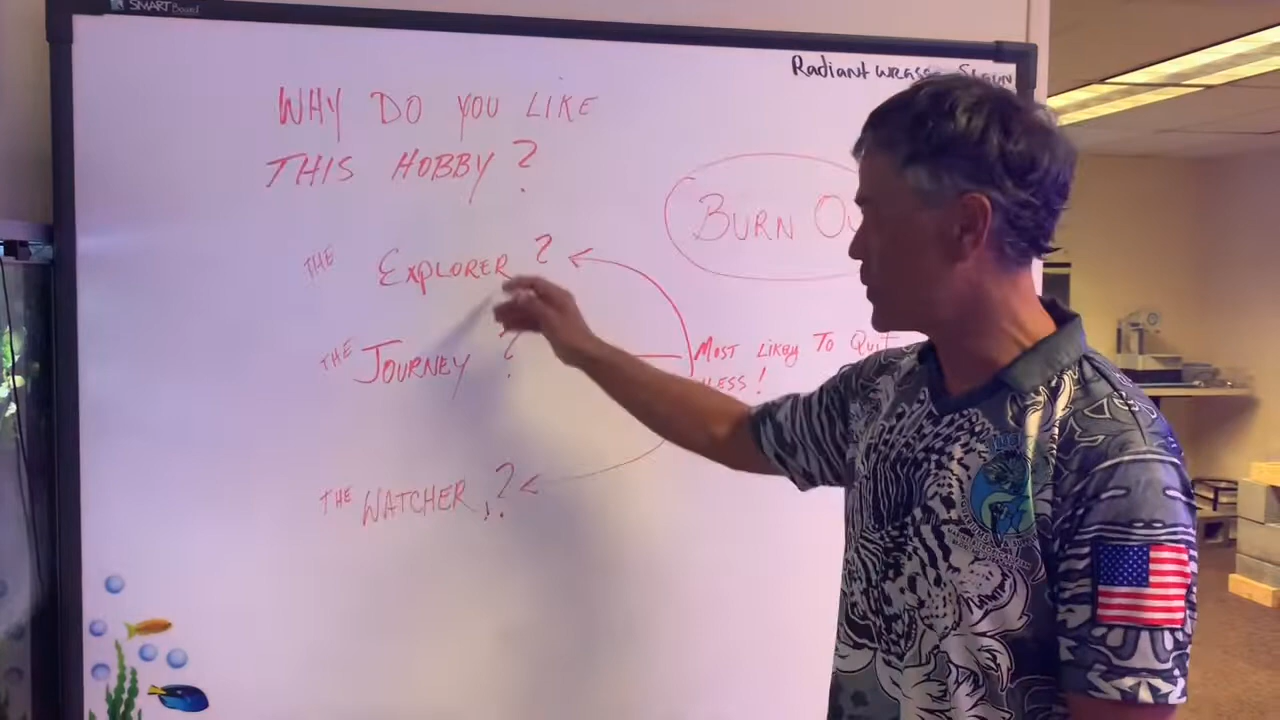 SMART Board
Radiant wrasse
WHY DO YOU LIKE
THIS HOBBY ?
BURN
THE EXPLORER ?
THE JOURNEY ?
MOST LIKELY TO QUIT
THE WATCHER ?